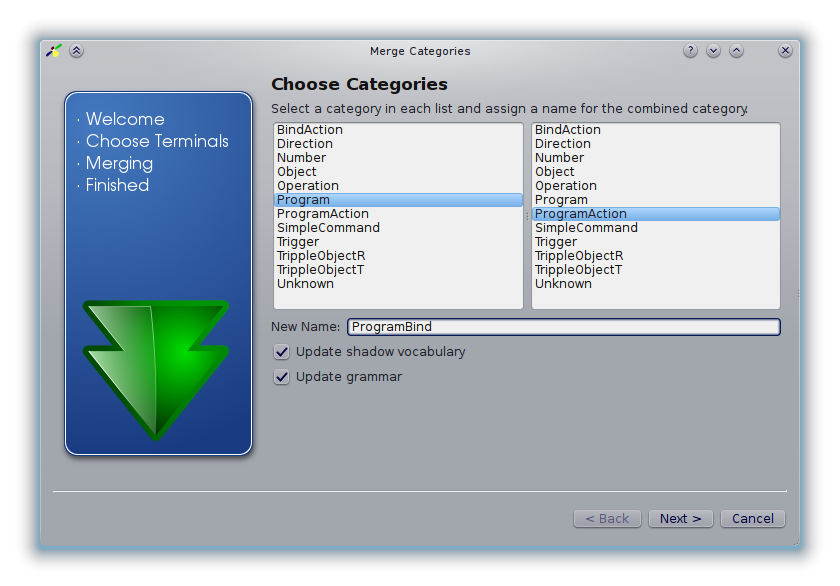 Merge Categories
· Welcome
· Choose Terminals
· Merging
· Finished
Choose Categories
Select a category in each list and assign a name for the combined category.
BindAction
Direction
Number
Object
Operation
Program
ProgramAction
SimpleCommand
Trigger
TrippleObjectR
TrippleObjectT
Unknown
BindAction
Direction
Number
Object
Operation
Program
ProgramAction
SimpleCommand
Trigger
TrippleObjectR
TrippleObjectT
Unknown
New Name: ProgramBind
Update shadow vocabulary
Update grammar
< Back Next > Cancel